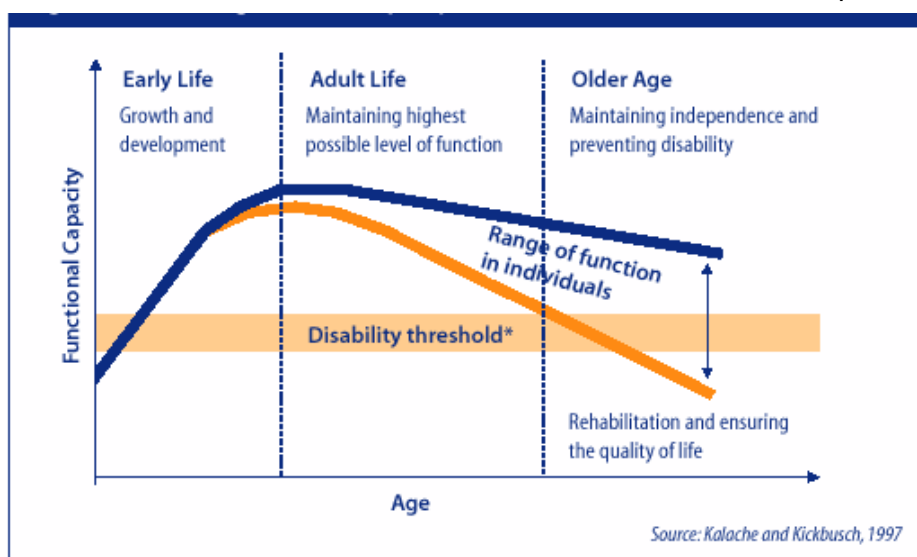 Early Life
Growth and
development
Adult Life
Maintaining highest
possible level of function
Older Age
Maintaining independence and
preventing disability
Functional Capacity
Range of function
in individuals
Disability threshold*
Rehabilitation and ensuring
the quality of life
Age
Source: Kalache and Kickbusch, 1997